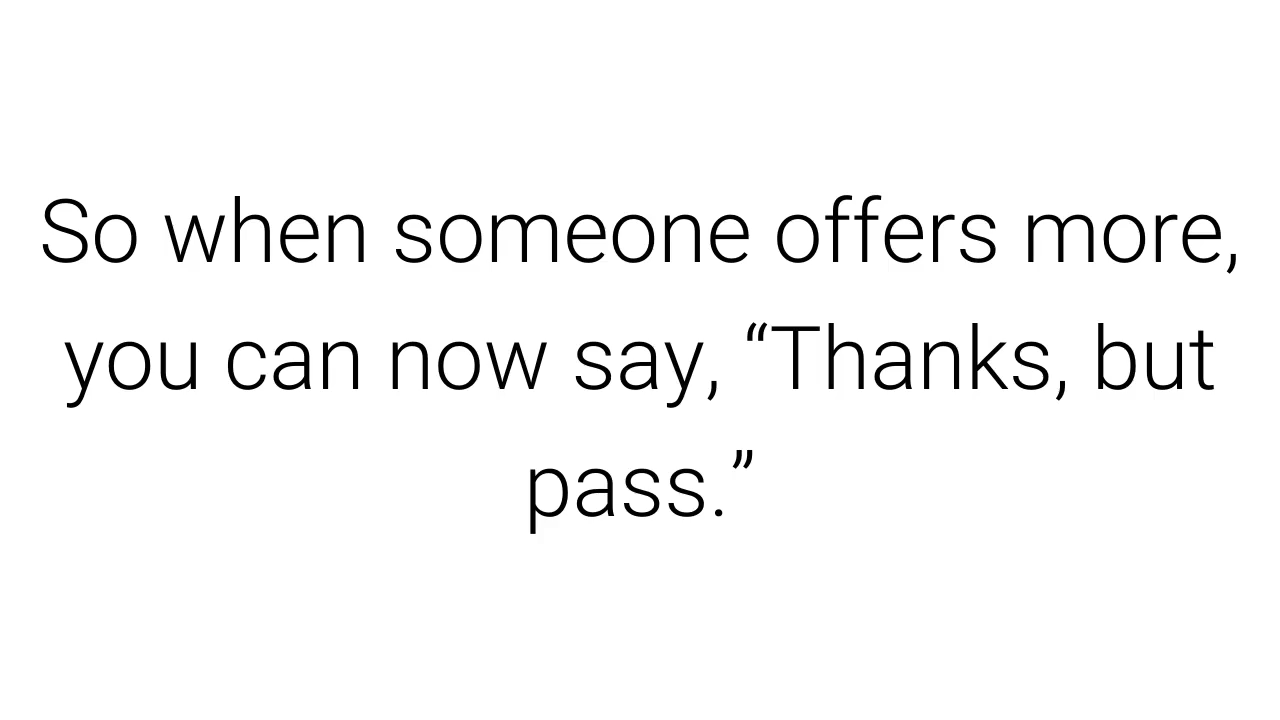 So when someone offers more,
you can now say, “Thanks, but
pass.”